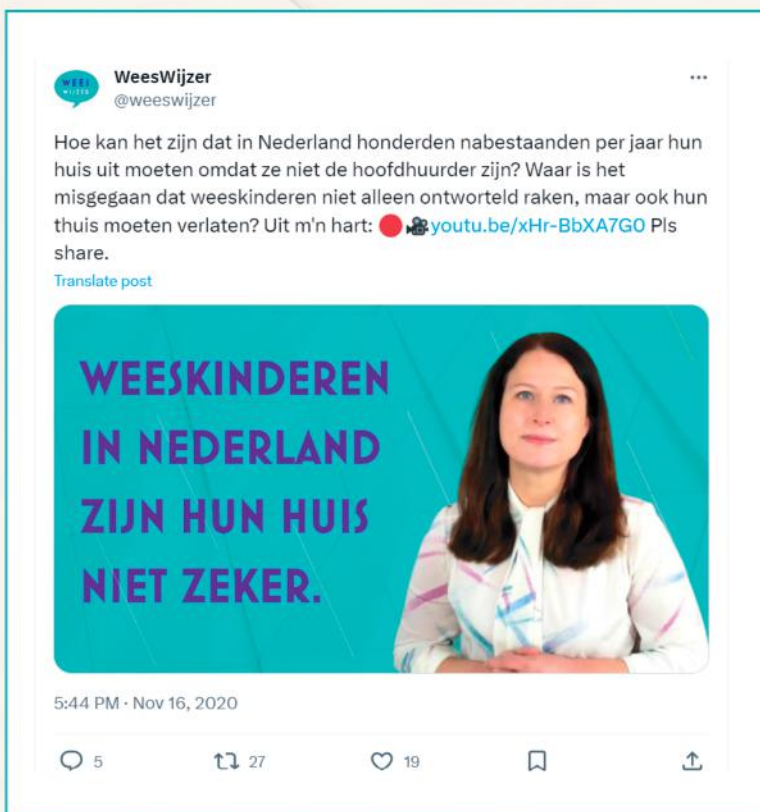 WEES
WIJZER
WeesWijzer
@weeswijzer
Hoe kan het zijn dat in Nederland honderden nabestaanden per jaar hun
huis uit moeten omdat ze niet de hoofdhuurder zijn? Waar is het
misgegaan dat weeskinderen niet alleen ontworteld raken, maar ook hun
thuis moeten verlaten? Uit m'n hart: 🔴🎥youtu.be/xHr-BbXA7G0 Pls
share.
Translate post
WEESKINDEREN
IN NEDERLAND
ZIJN HUN HUIS
NIET ZEKER.
5:44 PM · Nov 16, 2020
5 27 19